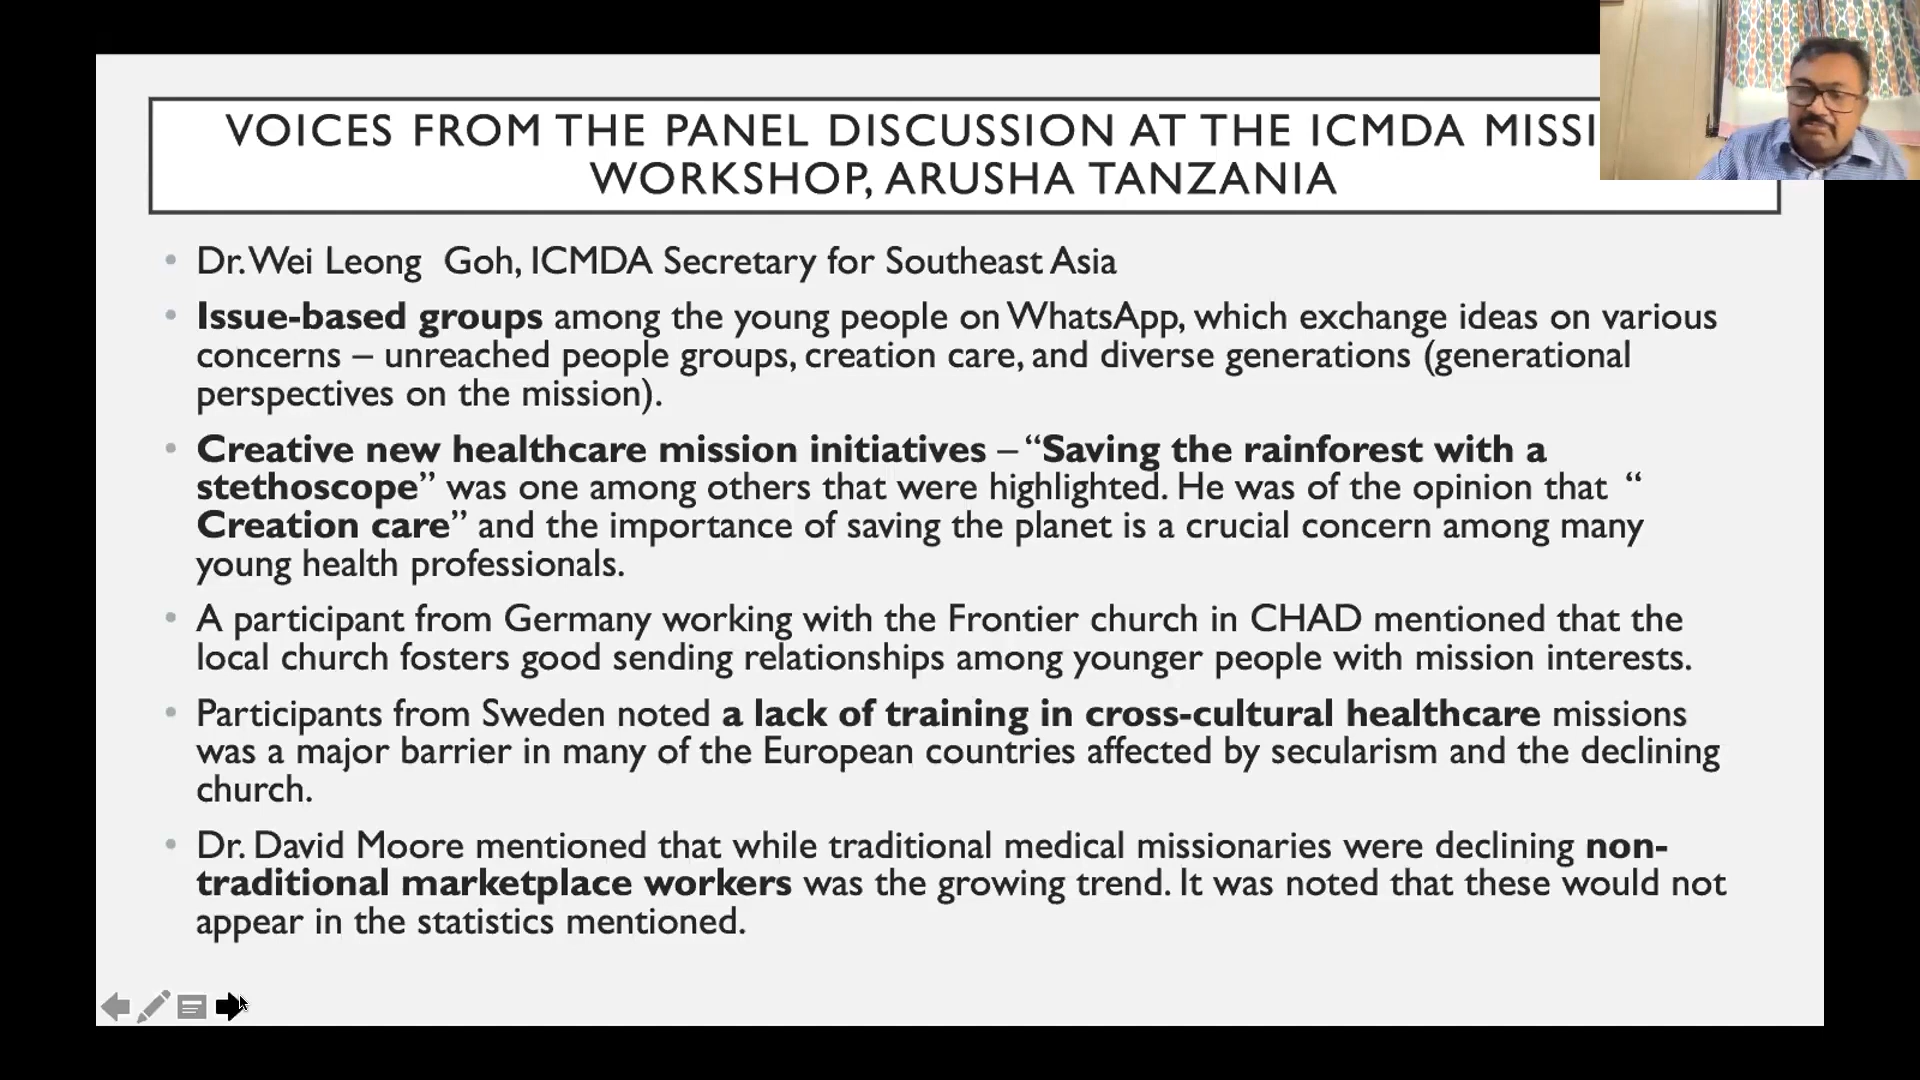 VOICES FROM THE PANEL DISCUSSION AT THE ICMDA MISSI
WORKSHOP, ARUSHA TANZANIA
• Dr. Wei Leong  Goh, ICMDA Secretary for Southeast Asia
• Issue-based groups among the young people on WhatsApp, which exchange ideas on various
concerns – unreached people groups, creation care, and diverse generations (generational
perspectives on the mission).
• Creative new healthcare mission initiatives – “Saving the rainforest with a
stethoscope” was one among others that were highlighted. He was of the opinion that “
Creation care” and the importance of saving the planet is a crucial concern among many
young health professionals.
• A participant from Germany working with the Frontier church in CHAD mentioned that the
local church fosters good sending relationships among younger people with mission interests.
• Participants from Sweden noted a lack of training in cross-cultural healthcare missions
was a major barrier in many of the European countries affected by secularism and the declining
church.
• Dr. David Moore mentioned that while traditional medical missionaries were declining non-
traditional marketplace workers was the growing trend. It was noted that these would not
appear in the statistics mentioned.